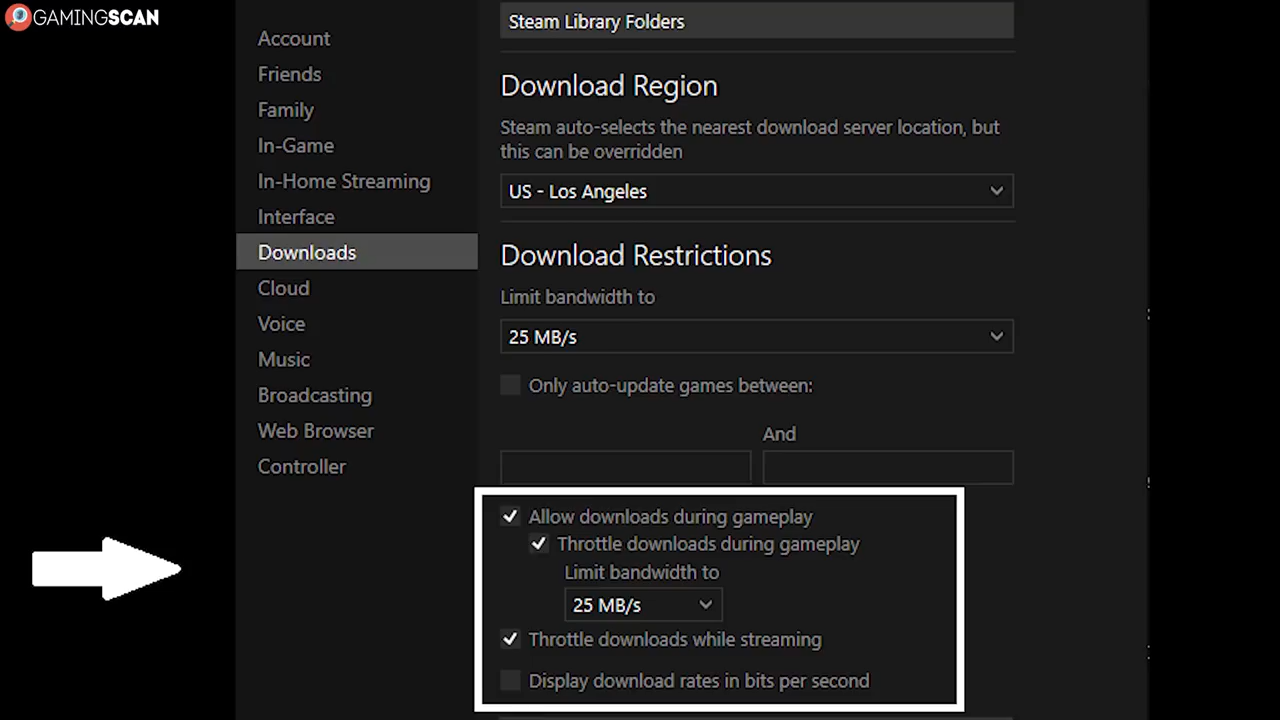 GAMINGSCAN
Account
Friends
Family
In-Game
In-Home Streaming
Interface
Downloads
Cloud
Voice
Music
Broadcasting
Web Browser
Controller
Steam Library Folders
Download Region
Steam auto-selects the nearest download server location, but
this can be overridden
US - Los Angeles
Download Restrictions
Limit bandwidth to
25 MB/s
Only auto-update games between:
And
Allow downloads during gameplay
Throttle downloads during gameplay
Limit bandwidth to
25 MB/s
Throttle downloads while streaming
Display download rates in bits per second